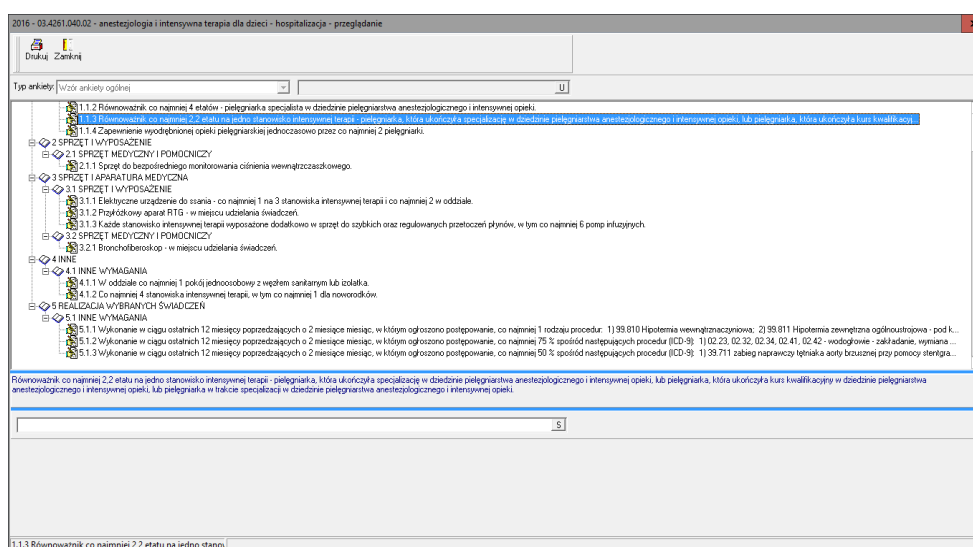 2016 - 03.4261.040.02 - anestezjologia i intensywna terapia dla dzieci - hospitalizacja - przeglądanie
Drukuj Zamknij
Typ ankiety: Wzór ankiety ogólnej U
1.1.2 Równoważnik co najmniej 4 etatów - pielęgniarka specjalista w dziedzinie pielęgniarstwa anestezjologicznego i intensywnej opieki.
1.1.3 Równoważnik co najmniej 2,2 etatu na jedno stanowisko intensywnej terapii - pielęgniarka, która ukończyła specjalizację w dziedzinie pielęgniarstwa anestezjologicznego i intensywnej opieki, lub pielęgniarka, która ukończyła kurs kwalifikacyj...
1.1.4 Zapewnienie wyodrębnionej opieki pielęgniarskiej jednoczasowo przez co najmniej 2 pielęgniarki.
2 SPRZĘT I WYPOSAŻENIE
2.1 SPRZĘT MEDYCZNY I POMOCNICZY
2.1.1 Sprzęt do bezpośredniego monitorowania ciśnienia wewnątrzczaszkowego.
3 SPRZĘT I APARATURA MEDYCZNA
3.1 SPRZĘT I WYPOSAŻENIE
3.1.1 Elektryczne urządzenie do ssania - co najmniej 1 na 3 stanowiska intensywnej terapii i co najmniej 2 w oddziale.
3.1.2 Przyłóżkowy aparat RTG - w miejscu udzielania świadczeń.
3.1.3 Każde stanowisko intensywnej terapii wyposażone dodatkowo w sprzęt do szybkich oraz regulowanych przetoczeń płynów, w tym co najmniej 6 pomp infuzyjnych.
3.2 SPRZĘT MEDYCZNY I POMOCNICZY
3.2.1 Bronchofiberoskop - w miejscu udzielania świadczeń.
4 INNE
4.1 INNE WYMAGANIA
4.1.1 W oddziale co najmniej 1 pokój jednoosobowy z węzłem sanitarnym lub izolatka.
4.1.2 Co najmniej 4 stanowiska intensywnej terapii, w tym co najmniej 1 dla noworodków.
5 REALIZACJA WYBRANYCH ŚWIADCZEŃ
5.1 INNE WYMAGANIA
5.1.1 Wykonanie w ciągu ostatnich 12 miesięcy poprzedzających o 2 miesiące miesiąc, w którym ogłoszono postępowanie, co najmniej 1 rodzaju procedur: 1) 99.810 Hipotermia wewnątrznaczyniowa; 2) 99.811 Hipotermia zewnętrzna ogólnoustrojowa - pod k...
5.1.2 Wykonanie w ciągu ostatnich 12 miesięcy poprzedzających o 2 miesiące miesiąc, w którym ogłoszono postępowanie, co najmniej 75 % spośród następujących procedur (ICD-9): 1) 02.23, 02.32, 02.34, 02.41, 02.42 - wodogłowie - zakładanie, wymiana ...
5.1.3 Wykonanie w ciągu ostatnich 12 miesięcy poprzedzających o 2 miesiące miesiąc, w którym ogłoszono postępowanie, co najmniej 50 % spośród następujących procedur (ICD-9): 1) 39.711 zabieg naprawczy tętniaka aorty brzusznej przy pomocy stentgra...
Równoważnik co najmniej 2,2 etatu na jedno stanowisko intensywnej terapii - pielęgniarka, która ukończyła specjalizację w dziedzinie pielęgniarstwa anestezjologicznego i intensywnej opieki, lub pielęgniarka, która ukończyła kurs kwalifikacyjny w dziedzinie pielęgniarstwa
anestezjologicznego i intensywnej opieki, lub pielęgniarka w trakcie specjalizacji w dziedzinie pielęgniarstwa anestezjologicznego i intensywnej opieki.
S
1.1.3 Równoważnik co najmniej 2,2 etatu na jedno stanow